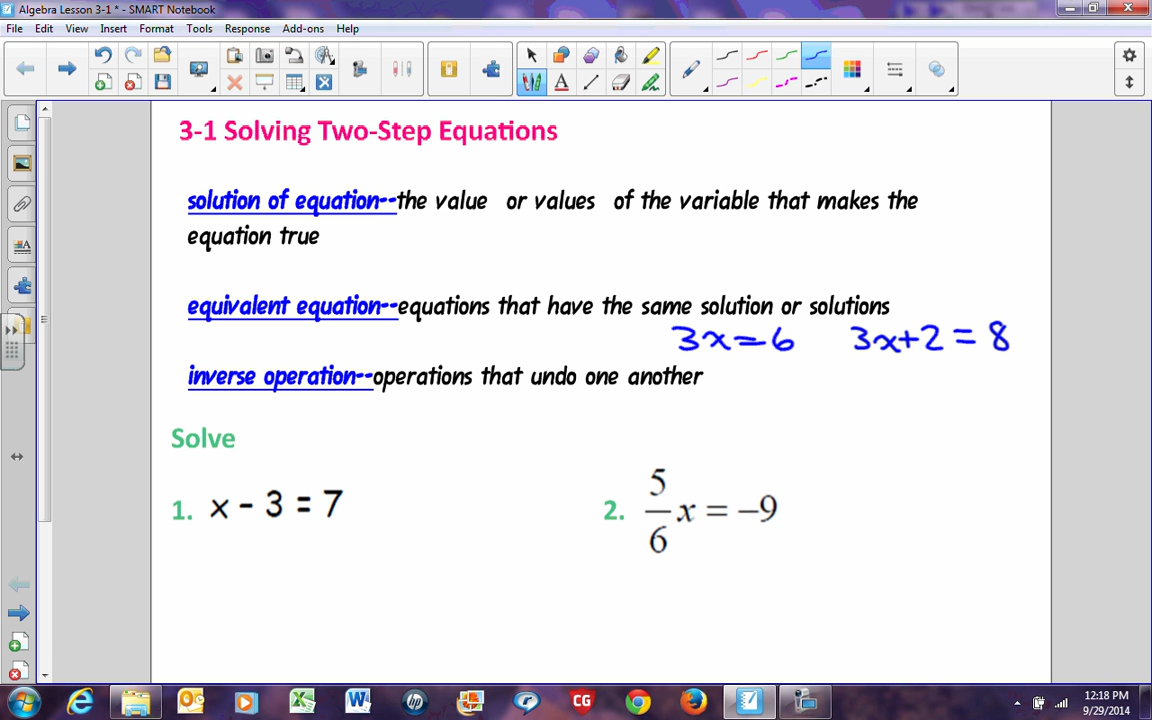 Algebra Lesson 3-1 * - SMART Notebook
File Edit View Insert Format Tools Response Add-ons Help
3-1 Solving Two-Step Equations
solution of equation--the value or values of the variable that makes the
equation true
equivalent equation--equations that have the same solution or solutions
3x=6 3x+2=8
inverse operation--operations that undo one another
Solve
1. x - 3 = 7
2. 5/6 x = -9
12:18 PM
9/29/2014